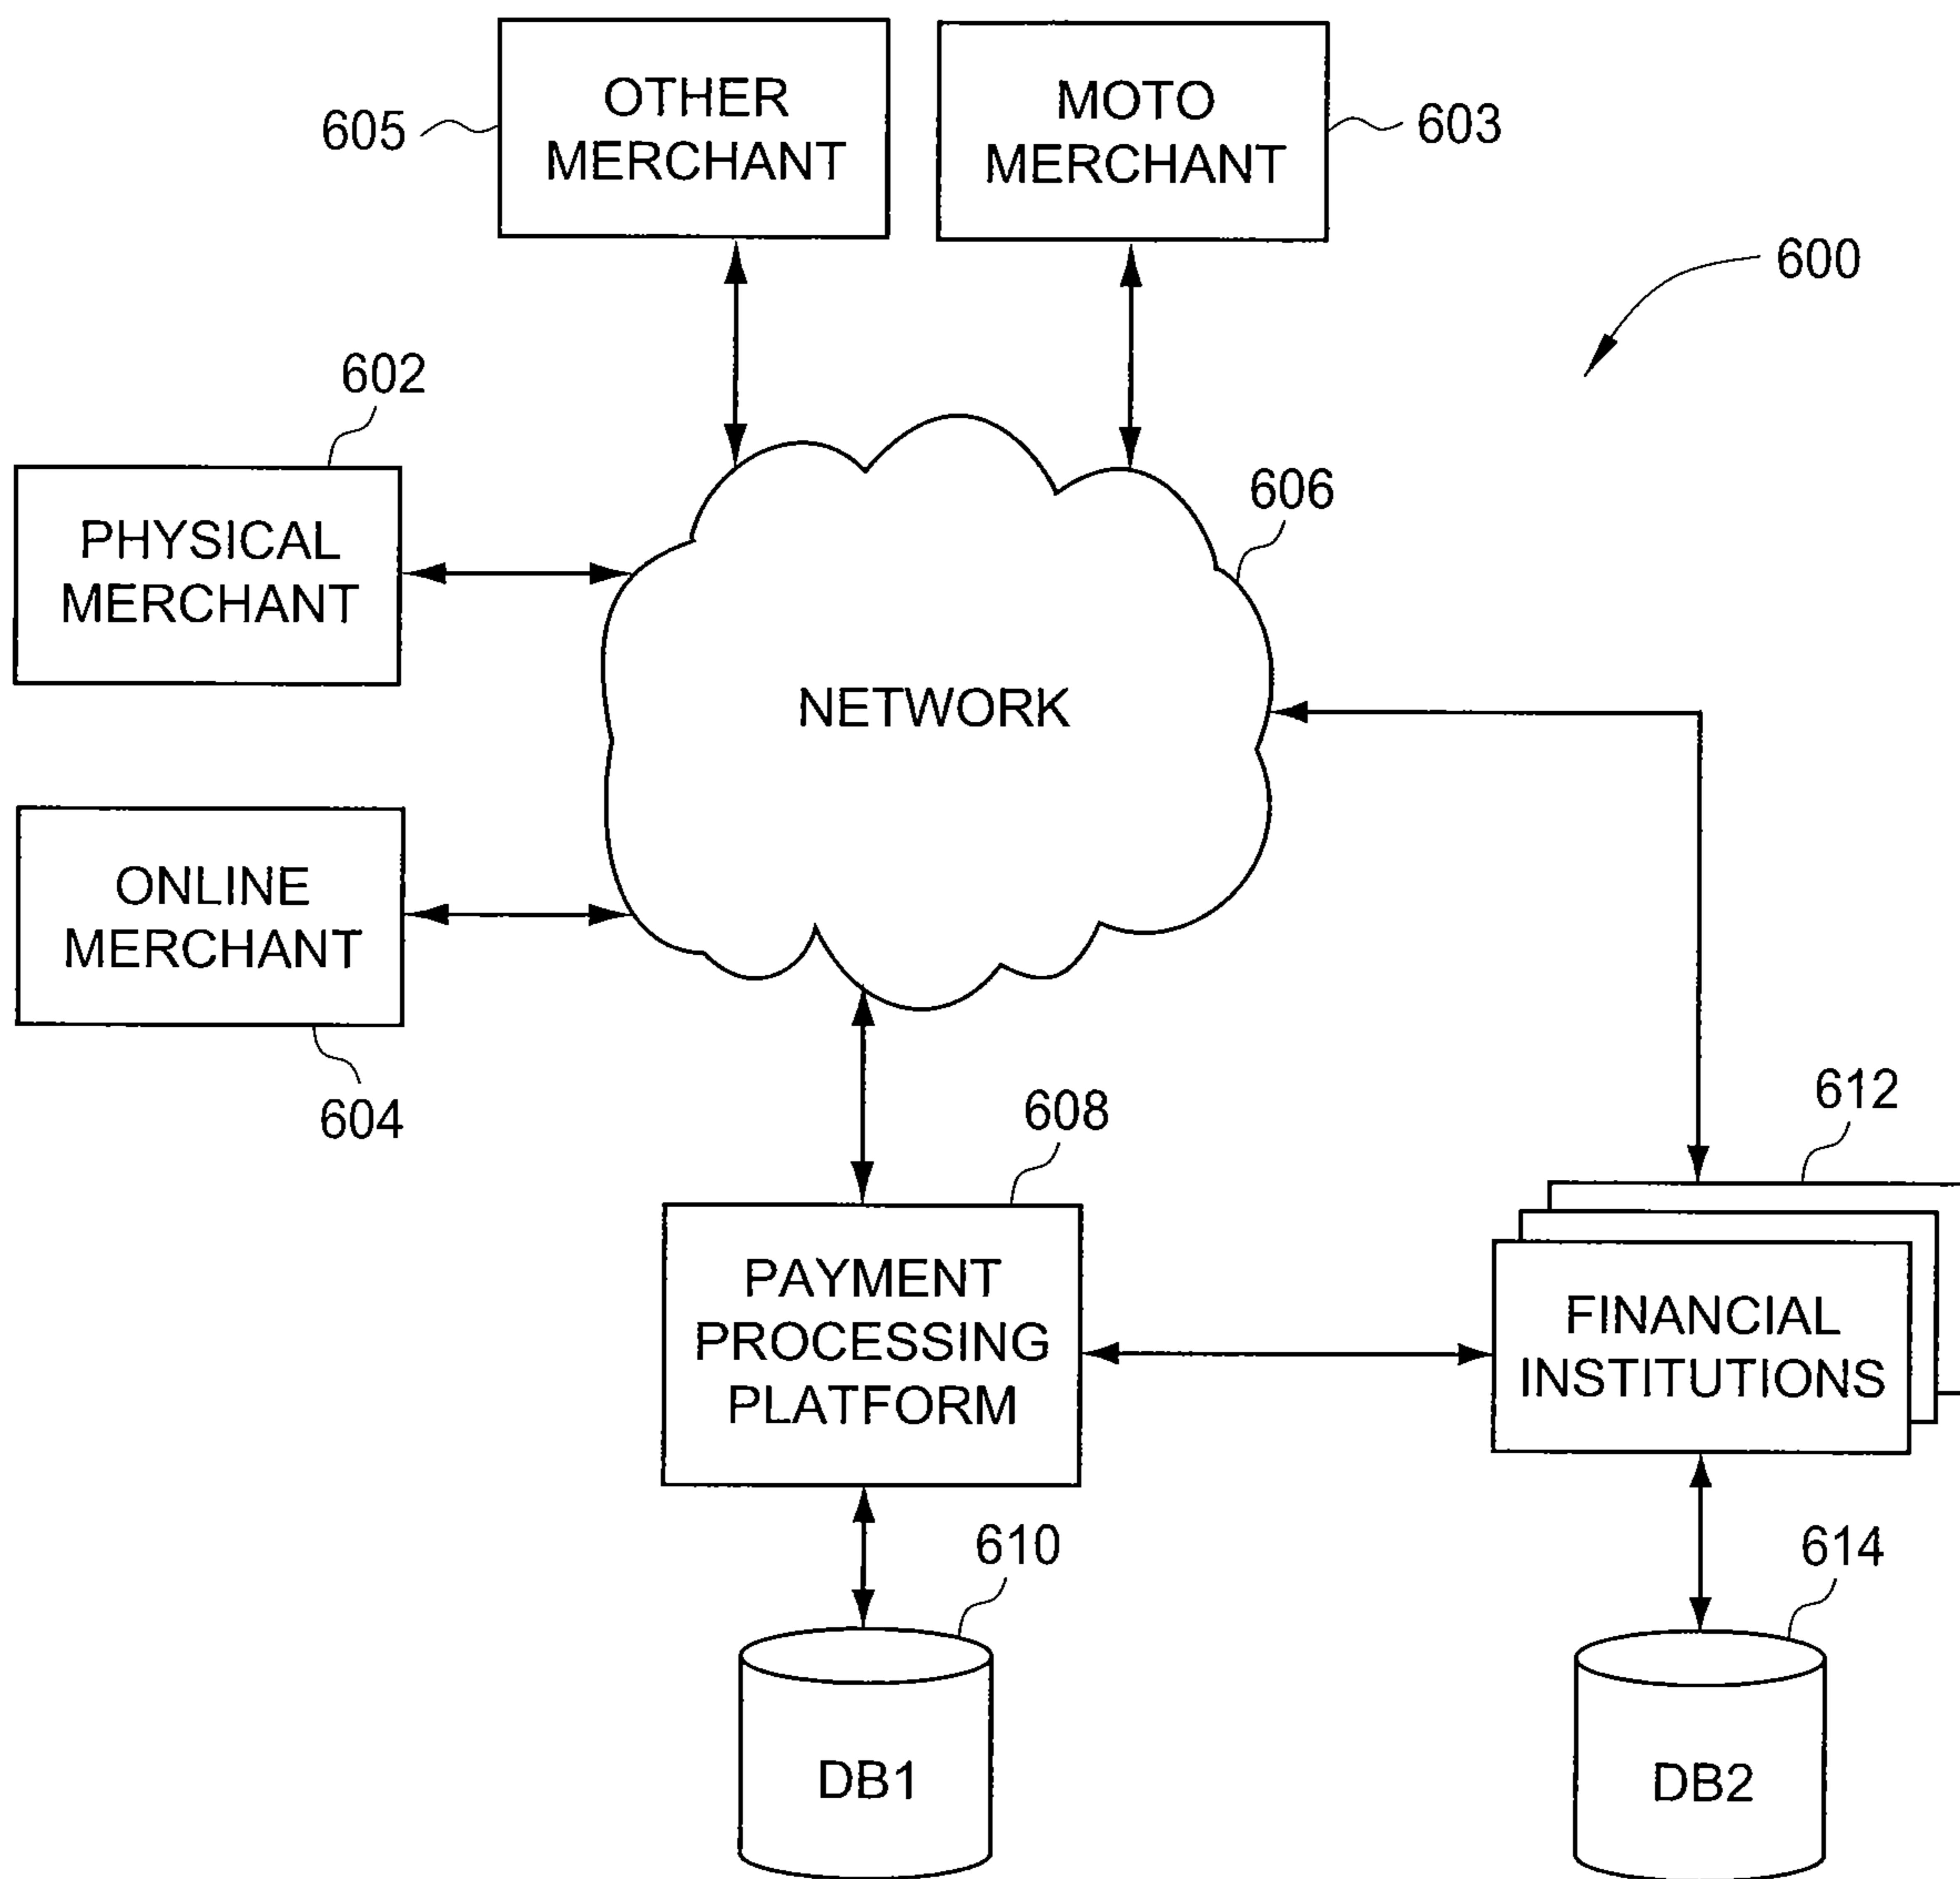 OTHER
MERCHANT
605
MOTO
MERCHANT
603
600
602
PHYSICAL
MERCHANT
606
NETWORK
ONLINE
MERCHANT
604
608
612
PAYMENT
PROCESSING
PLATFORM
FINANCIAL
INSTITUTIONS
610
614
DB1
DB2